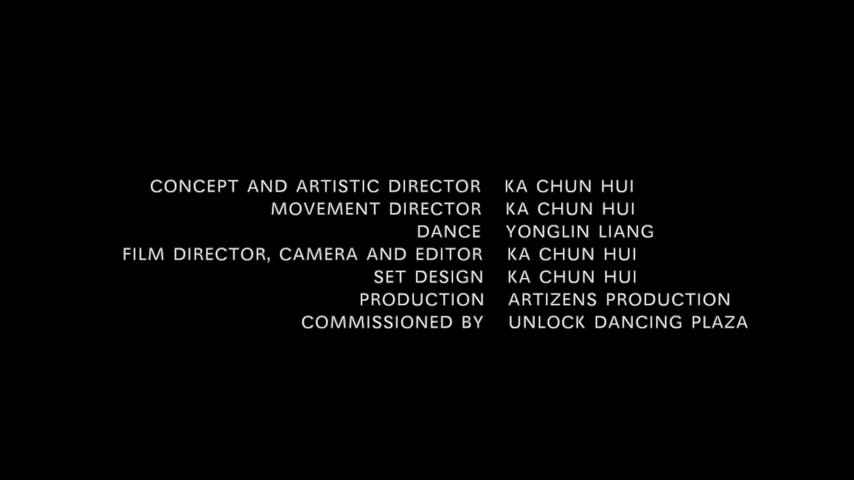 CONCEPT AND ARTISTIC DIRECTOR KA CHUN HUI
MOVEMENT DIRECTOR KA CHUN HUI
DANCE YONGLIN LIANG
FILM DIRECTOR, CAMERA AND EDITOR KA CHUN HUI
SET DESIGN KA CHUN HUI
PRODUCTION ARTIZENS PRODUCTION
COMMISSIONED BY UNLOCK DANCING PLAZA